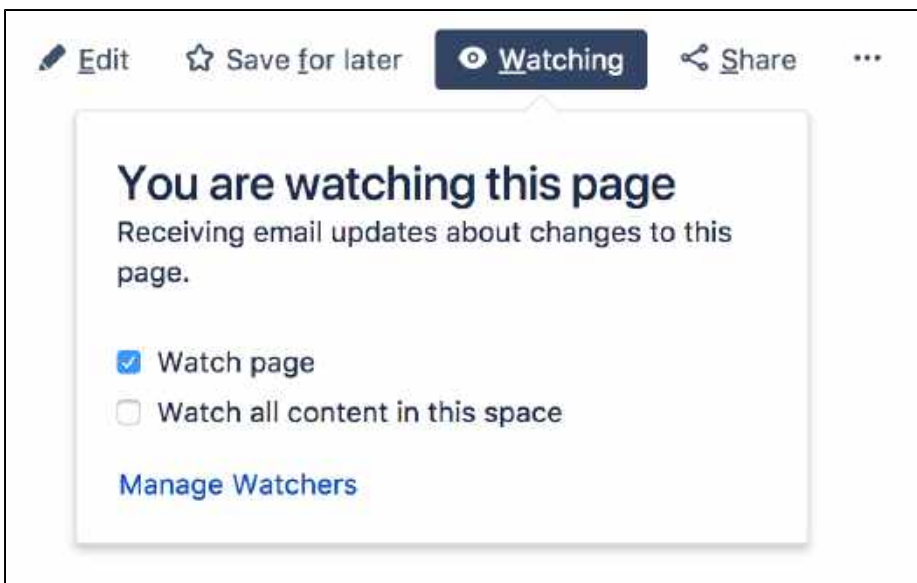 Edit Save for later Watching Share ...
You are watching this page
Receiving email updates about changes to this
page.
Watch page
Watch all content in this space
Manage Watchers